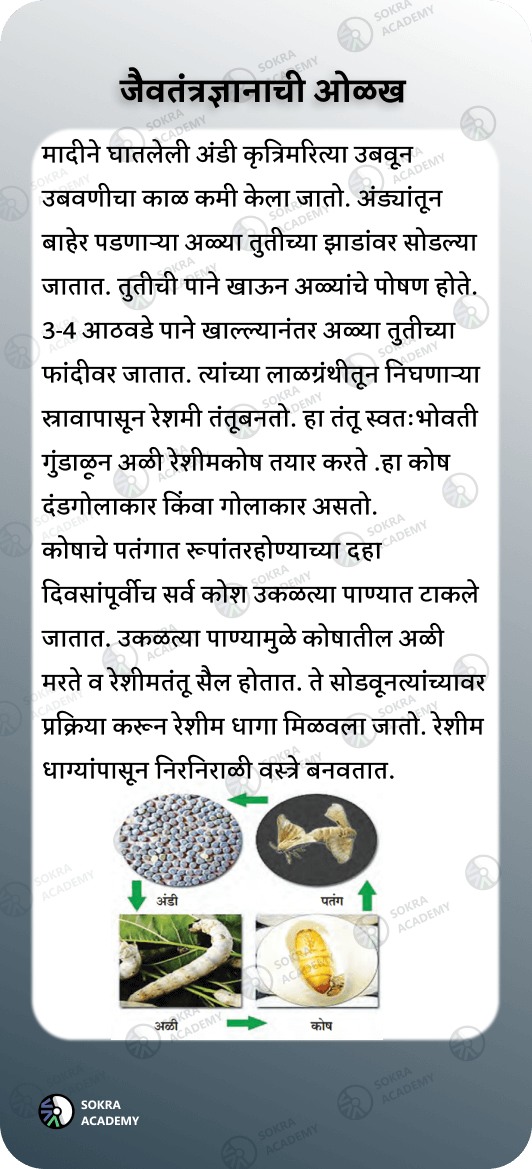 जैवतंत्रज्ञानाची ओळख
मादीने घातलेली अंडी कृत्रिमरित्या उबवून
उबवणीचा काळ कमी केला जातो. अंड्यांतून
बाहेर पडणाऱ्या अळ्या तुतीच्या झाडांवर सोडल्या
जातात. तुतीची पाने खाऊन अळ्यांचे पोषण होते.
3-4 आठवडे पाने खाल्ल्यानंतर अळ्या तुतीच्या
फांदीवर जातात. त्यांच्या लाळग्रंथीतून निघणाऱ्या
स्रावापासून रेशमी तंतूबनतो. हा तंतू स्वतःभोवती
गुंडाळून अळी रेशीमकोष तयार करते .हा कोष
दंडगोलाकार किंवा गोलाकार असतो.
कोषाचे पतंगात रूपांतरहोण्याच्या दहा
दिवसांपूर्वीच सर्व कोश उकळत्या पाण्यात टाकले
जातात. उकळत्या पाण्यामुळे कोषातील अळी
मरते व रेशीमतंतू सैल होतात. ते सोडवूनत्यांच्यावर
प्रक्रिया करून रेशीम धागा मिळवला जातो. रेशीम
धाग्यांपासून निरनिराळी वस्त्रे बनवतात.
अंडी पतंग
अळी कोष
SOKRA
ACADEMY